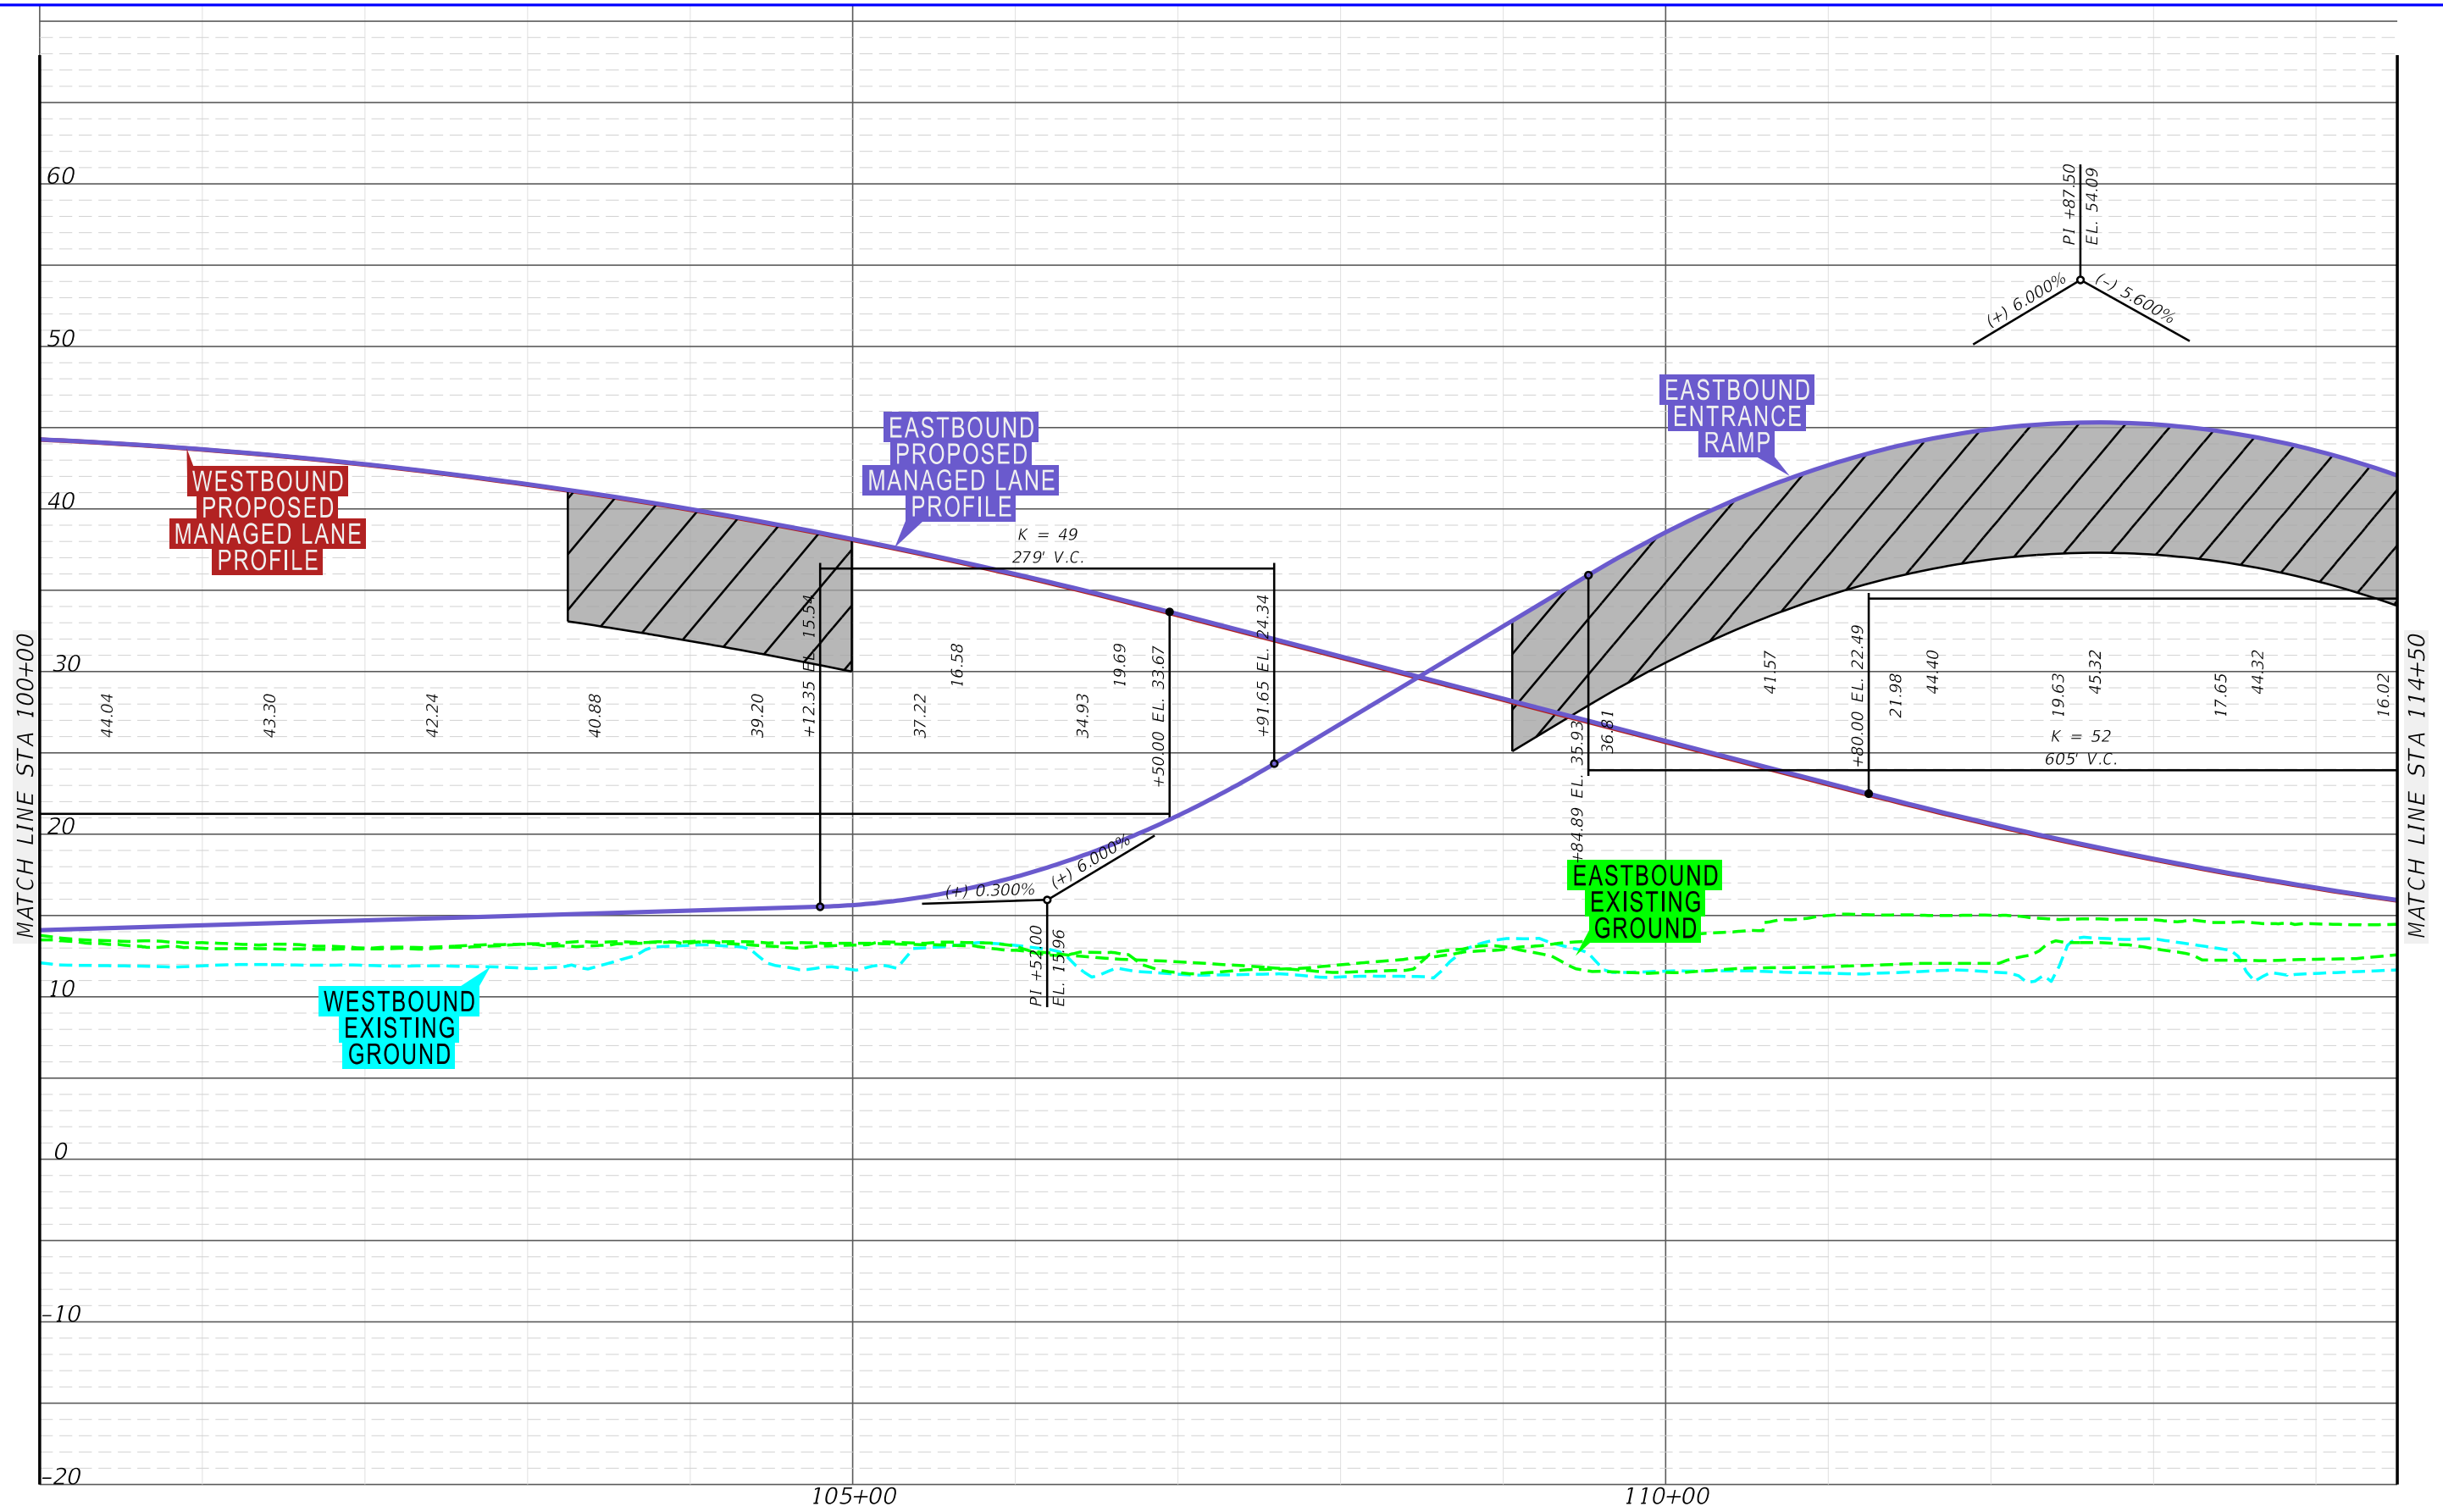 60
50
40
30
20
10
0
-10
-20
PI +87.50
EL. 54.09
(+) 6.000%
(-) 5.600%
EASTBOUND
ENTRANCE
RAMP
EASTBOUND
PROPOSED
MANAGED LANE
PROFILE
WESTBOUND
PROPOSED
MANAGED LANE
PROFILE
K = 49
279' V.C.
MATCH LINE STA 100+00
44.04
43.30
42.24
40.88
39.20
+12.35 EL. 15.54
37.22
16.58
34.93
19.69
+50.00 EL. 33.67
+91.65 EL. 24.34
+84.89 EL. 35.93
36.81
41.57
+80.00 EL. 22.49
21.98
44.40
19.63
45.32
17.65
44.32
16.02
K = 52
605' V.C.
MATCH LINE STA 114+50
(+) 0.300%
(+) 6.000%
PI +52.00
EL. 15.96
EASTBOUND
EXISTING
GROUND
WESTBOUND
EXISTING
GROUND
105+00
110+00